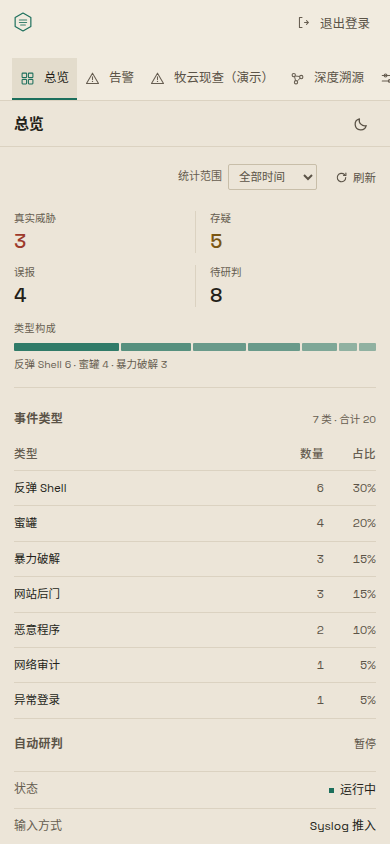 退出登录
总览 告警 牧云现查（演示） 深度溯源
总览
统计范围 全部时间 刷新
真实威胁 存疑
3 5
误报 待研判
4 8
类型构成
反弹 Shell 6 · 蜜罐 4 · 暴力破解 3
事件类型 7 类 · 合计 20
类型 数量 占比
反弹 Shell 6 30%
蜜罐 4 20%
暴力破解 3 15%
网站后门 3 15%
恶意程序 2 10%
网络审计 1 5%
异常登录 1 5%
自动研判 暂停
状态 运行中
输入方式 Syslog 推入